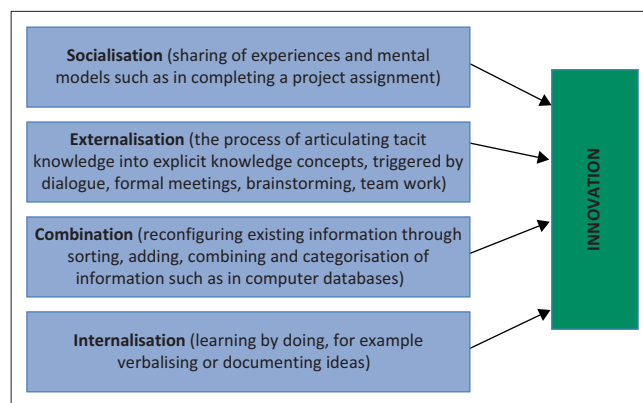 Socialisation (sharing of experiences and mental
models such as in completing a project assignment)
Externalisation (the process of articulating tacit
knowledge into explicit knowledge concepts, triggered by
dialogue, formal meetings, brainstorming, team work)
Combination (reconfiguring existing information through
sorting, adding, combining and categorisation of
information such as in computer databases)
Internalisation (learning by doing, for example
verbalising or documenting ideas)
INNOVATION